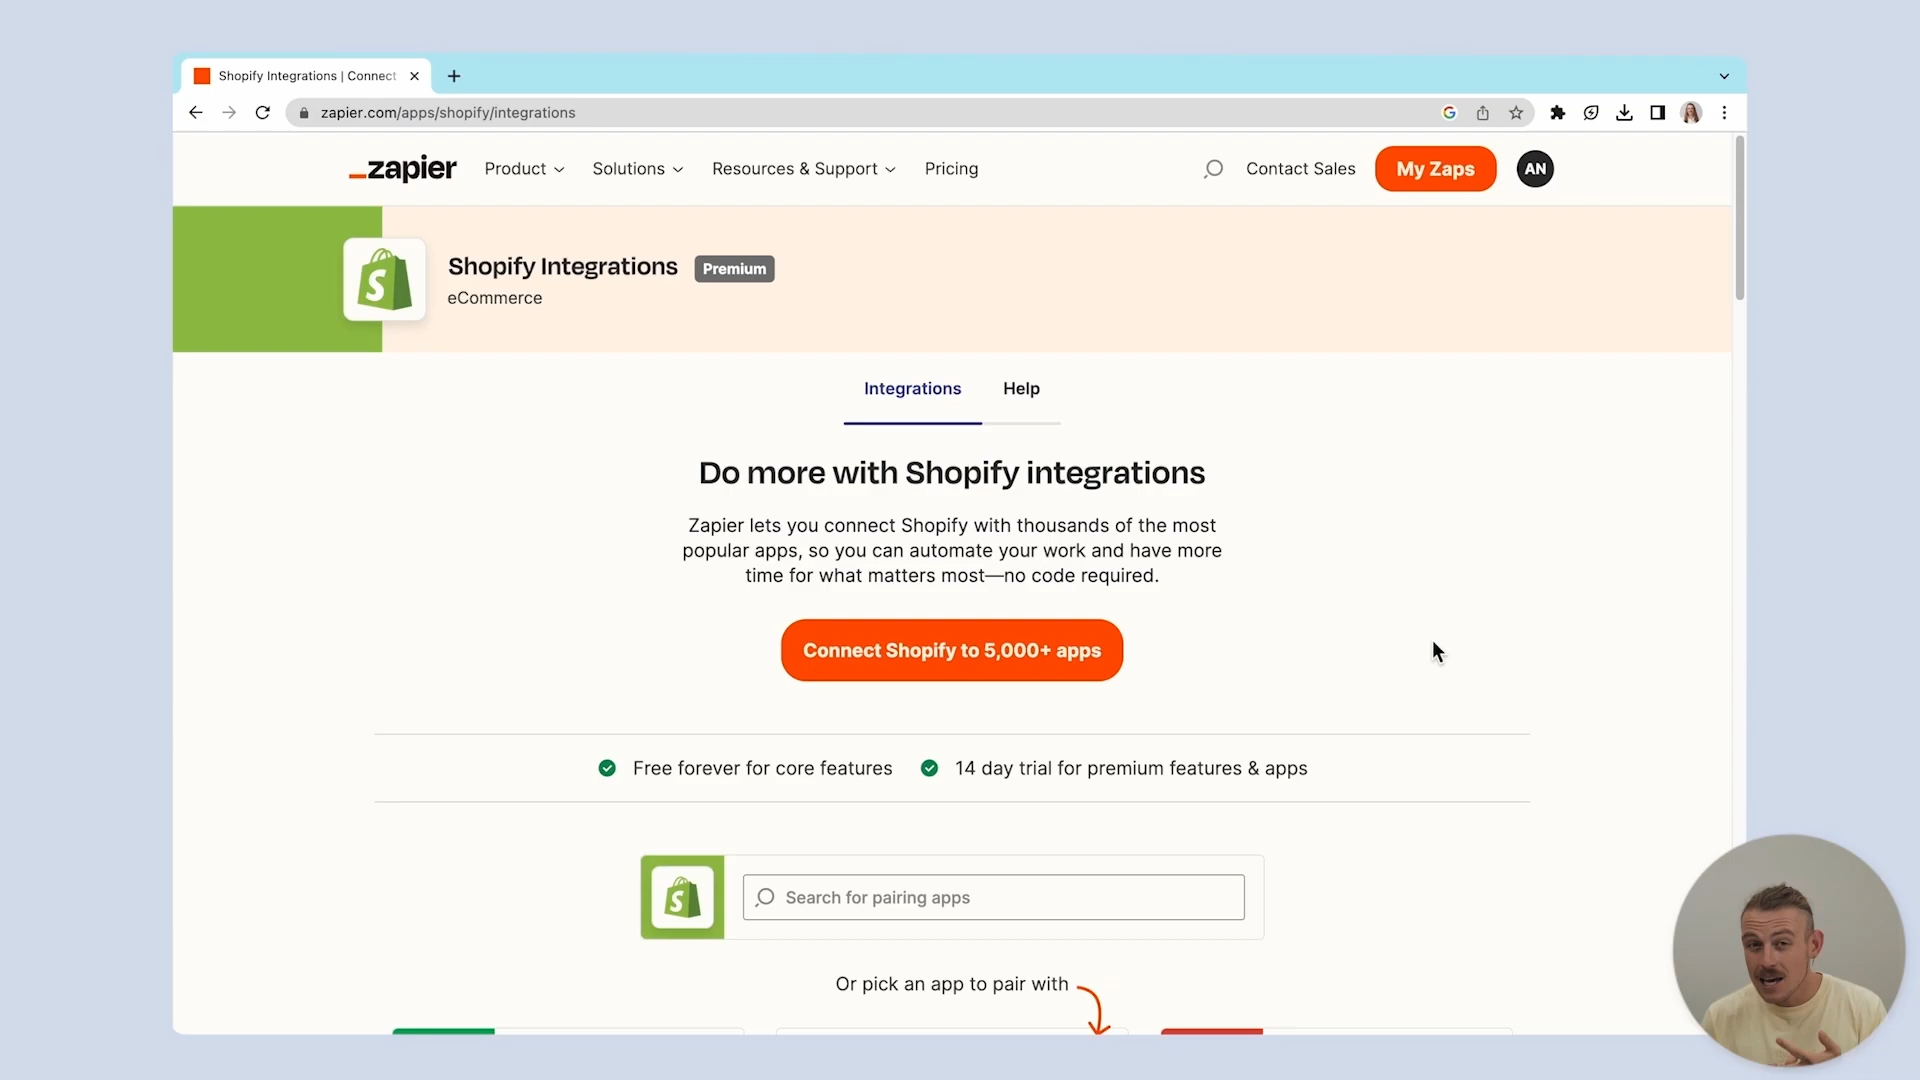 Shopify Integrations | Connect
zapier.com/apps/shopify/integrations
zapier
Product
Solutions
Resources & Support
Pricing
Contact Sales
My Zaps
AN
Shopify Integrations
Premium
eCommerce
Integrations
Help
Do more with Shopify integrations
Zapier lets you connect Shopify with thousands of the most
popular apps, so you can automate your work and have more
time for what matters most—no code required.
Connect Shopify to 5,000+ apps
Free forever for core features
14 day trial for premium features & apps
Search for pairing apps
Or pick an app to pair with